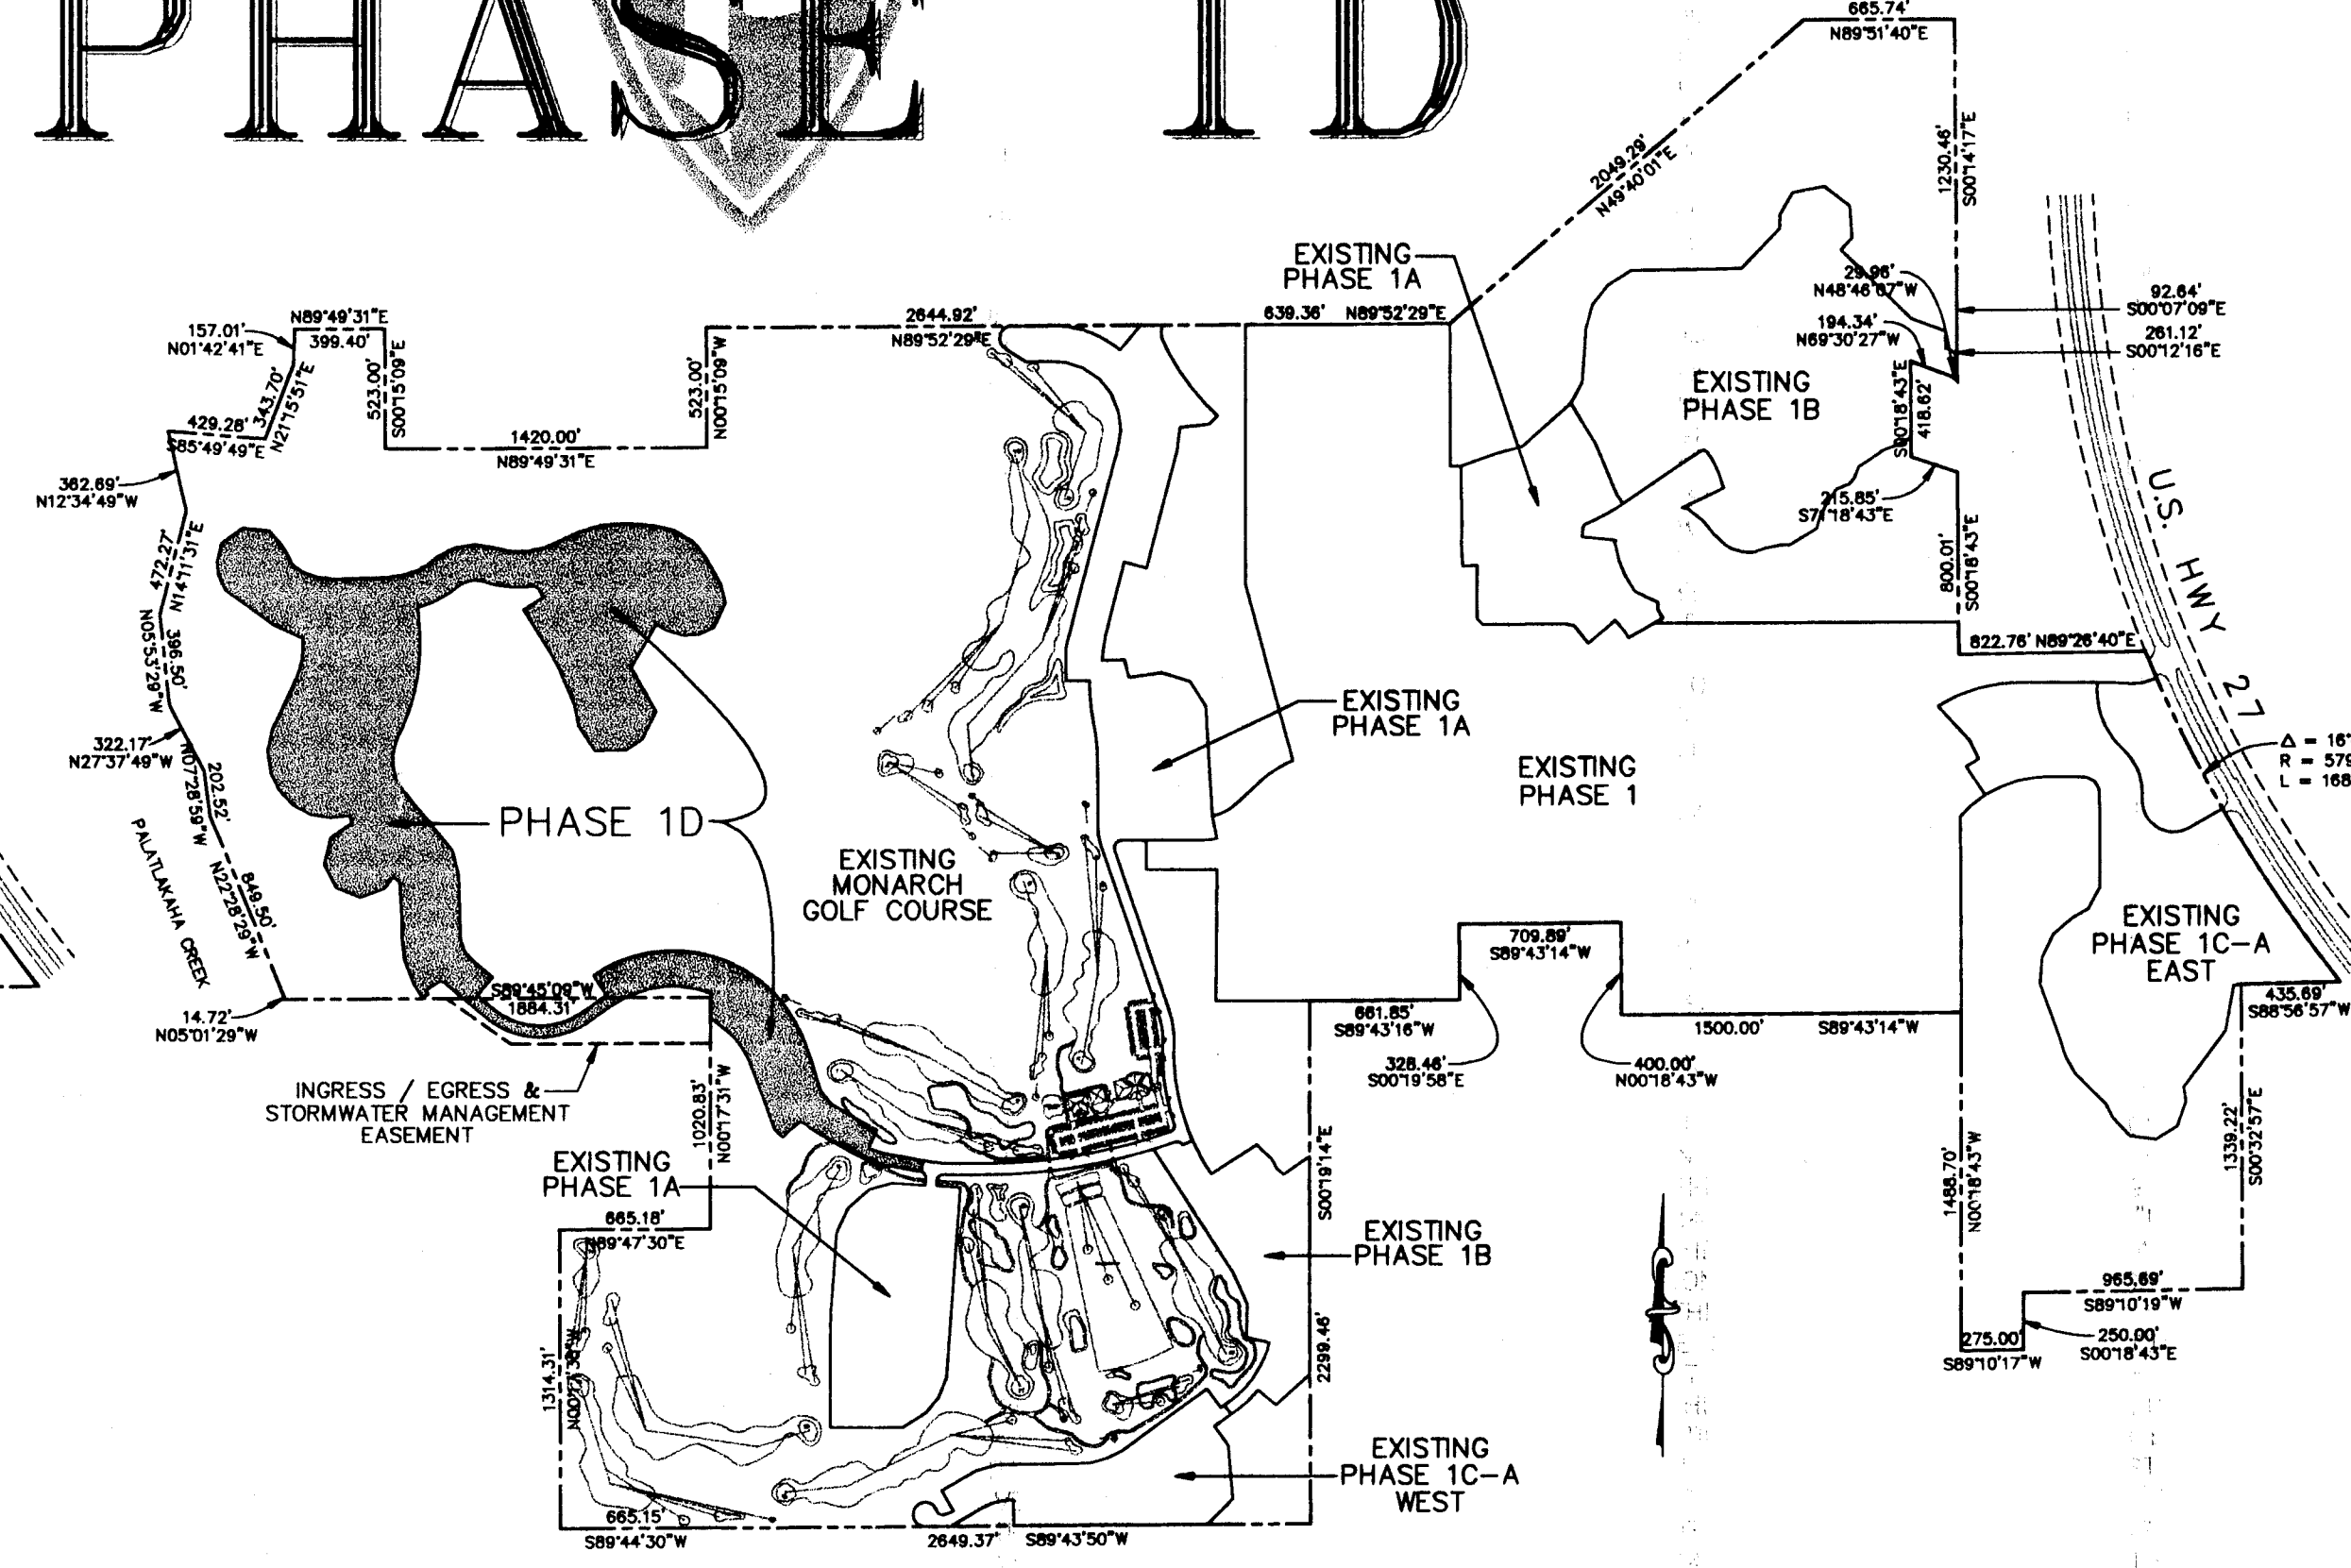 PHASE 1D
665.74'
N89°51'40"E
2049.29'
N49°40'01"E
1230.46'
S00°14'17"E
EXISTING
PHASE 1A
29.96'
N48°46'07"W
92.64'
S00°07'09"E
194.34'
N69°30'27"W
261.12'
S00°12'16"E
N89°49'31"E
399.40'
157.01'
N01°42'41"E
343.70'
N21°15'51"E
523.00'
S00°15'09"E
523.00'
N00°15'09"W
2644.92'
N89°52'29"E
639.36' N89°52'29"E
EXISTING
PHASE 1B
S00°18'43"E
418.62'
429.28'
S85°49'49"E
1420.00'
N89°49'31"E
362.69'
N12°34'49"W
215.85'
S71°18'43"E
U.S. HWY 27
472.27'
N14°11'31"E
800.01'
S00°18'43"E
396.50'
N05°53'29"W
822.76' N89°26'40"E
322.17'
N27°37'49"W
202.52'
N07°28'59"W
EXISTING
PHASE 1A
EXISTING
PHASE 1
Δ = 16°
R = 579
L = 168
PHASE 1D
PALATLAKAHA CREEK
849.50'
N22°28'29"W
EXISTING
MONARCH
GOLF COURSE
EXISTING
PHASE 1C-A
EAST
709.89'
S89°43'14"W
S89°45'09"W
1884.31'
14.72'
N05°01'29"W
661.85'
S89°43'16"W
1500.00' S89°43'14"W
435.69'
S88°56'57"W
328.46'
S00°19'58"E
400.00'
N00°18'43"W
INGRESS / EGRESS &
STORMWATER MANAGEMENT
EASEMENT
1020.83'
N00°17'31"W
S00°19'14"E
2299.46'
1488.70'
N00°18'43"W
1339.22'
S00°32'57"E
EXISTING
PHASE 1A
665.18'
N89°47'30"E
EXISTING
PHASE 1B
965.69'
S89°10'19"W
275.00'
S89°10'17"W
250.00'
S00°18'43"E
1314.31'
EXISTING
PHASE 1C-A
WEST
665.15'
S89°44'30"W
2649.37' S89°43'50"W